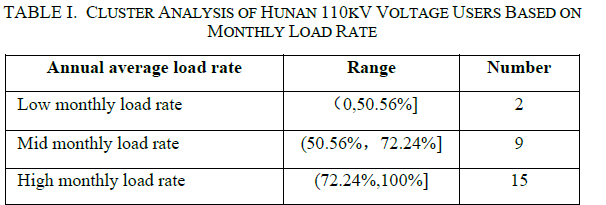 TABLE I. CLUSTER ANALYSIS OF HUNAN 110KV VOLTAGE USERS BASED ON
MONTHLY LOAD RATE
Annual average load rate Range Number
Low monthly load rate （0,50.56%] 2
Mid monthly load rate (50.56%，72.24%] 9
High monthly load rate (72.24%,100%] 15